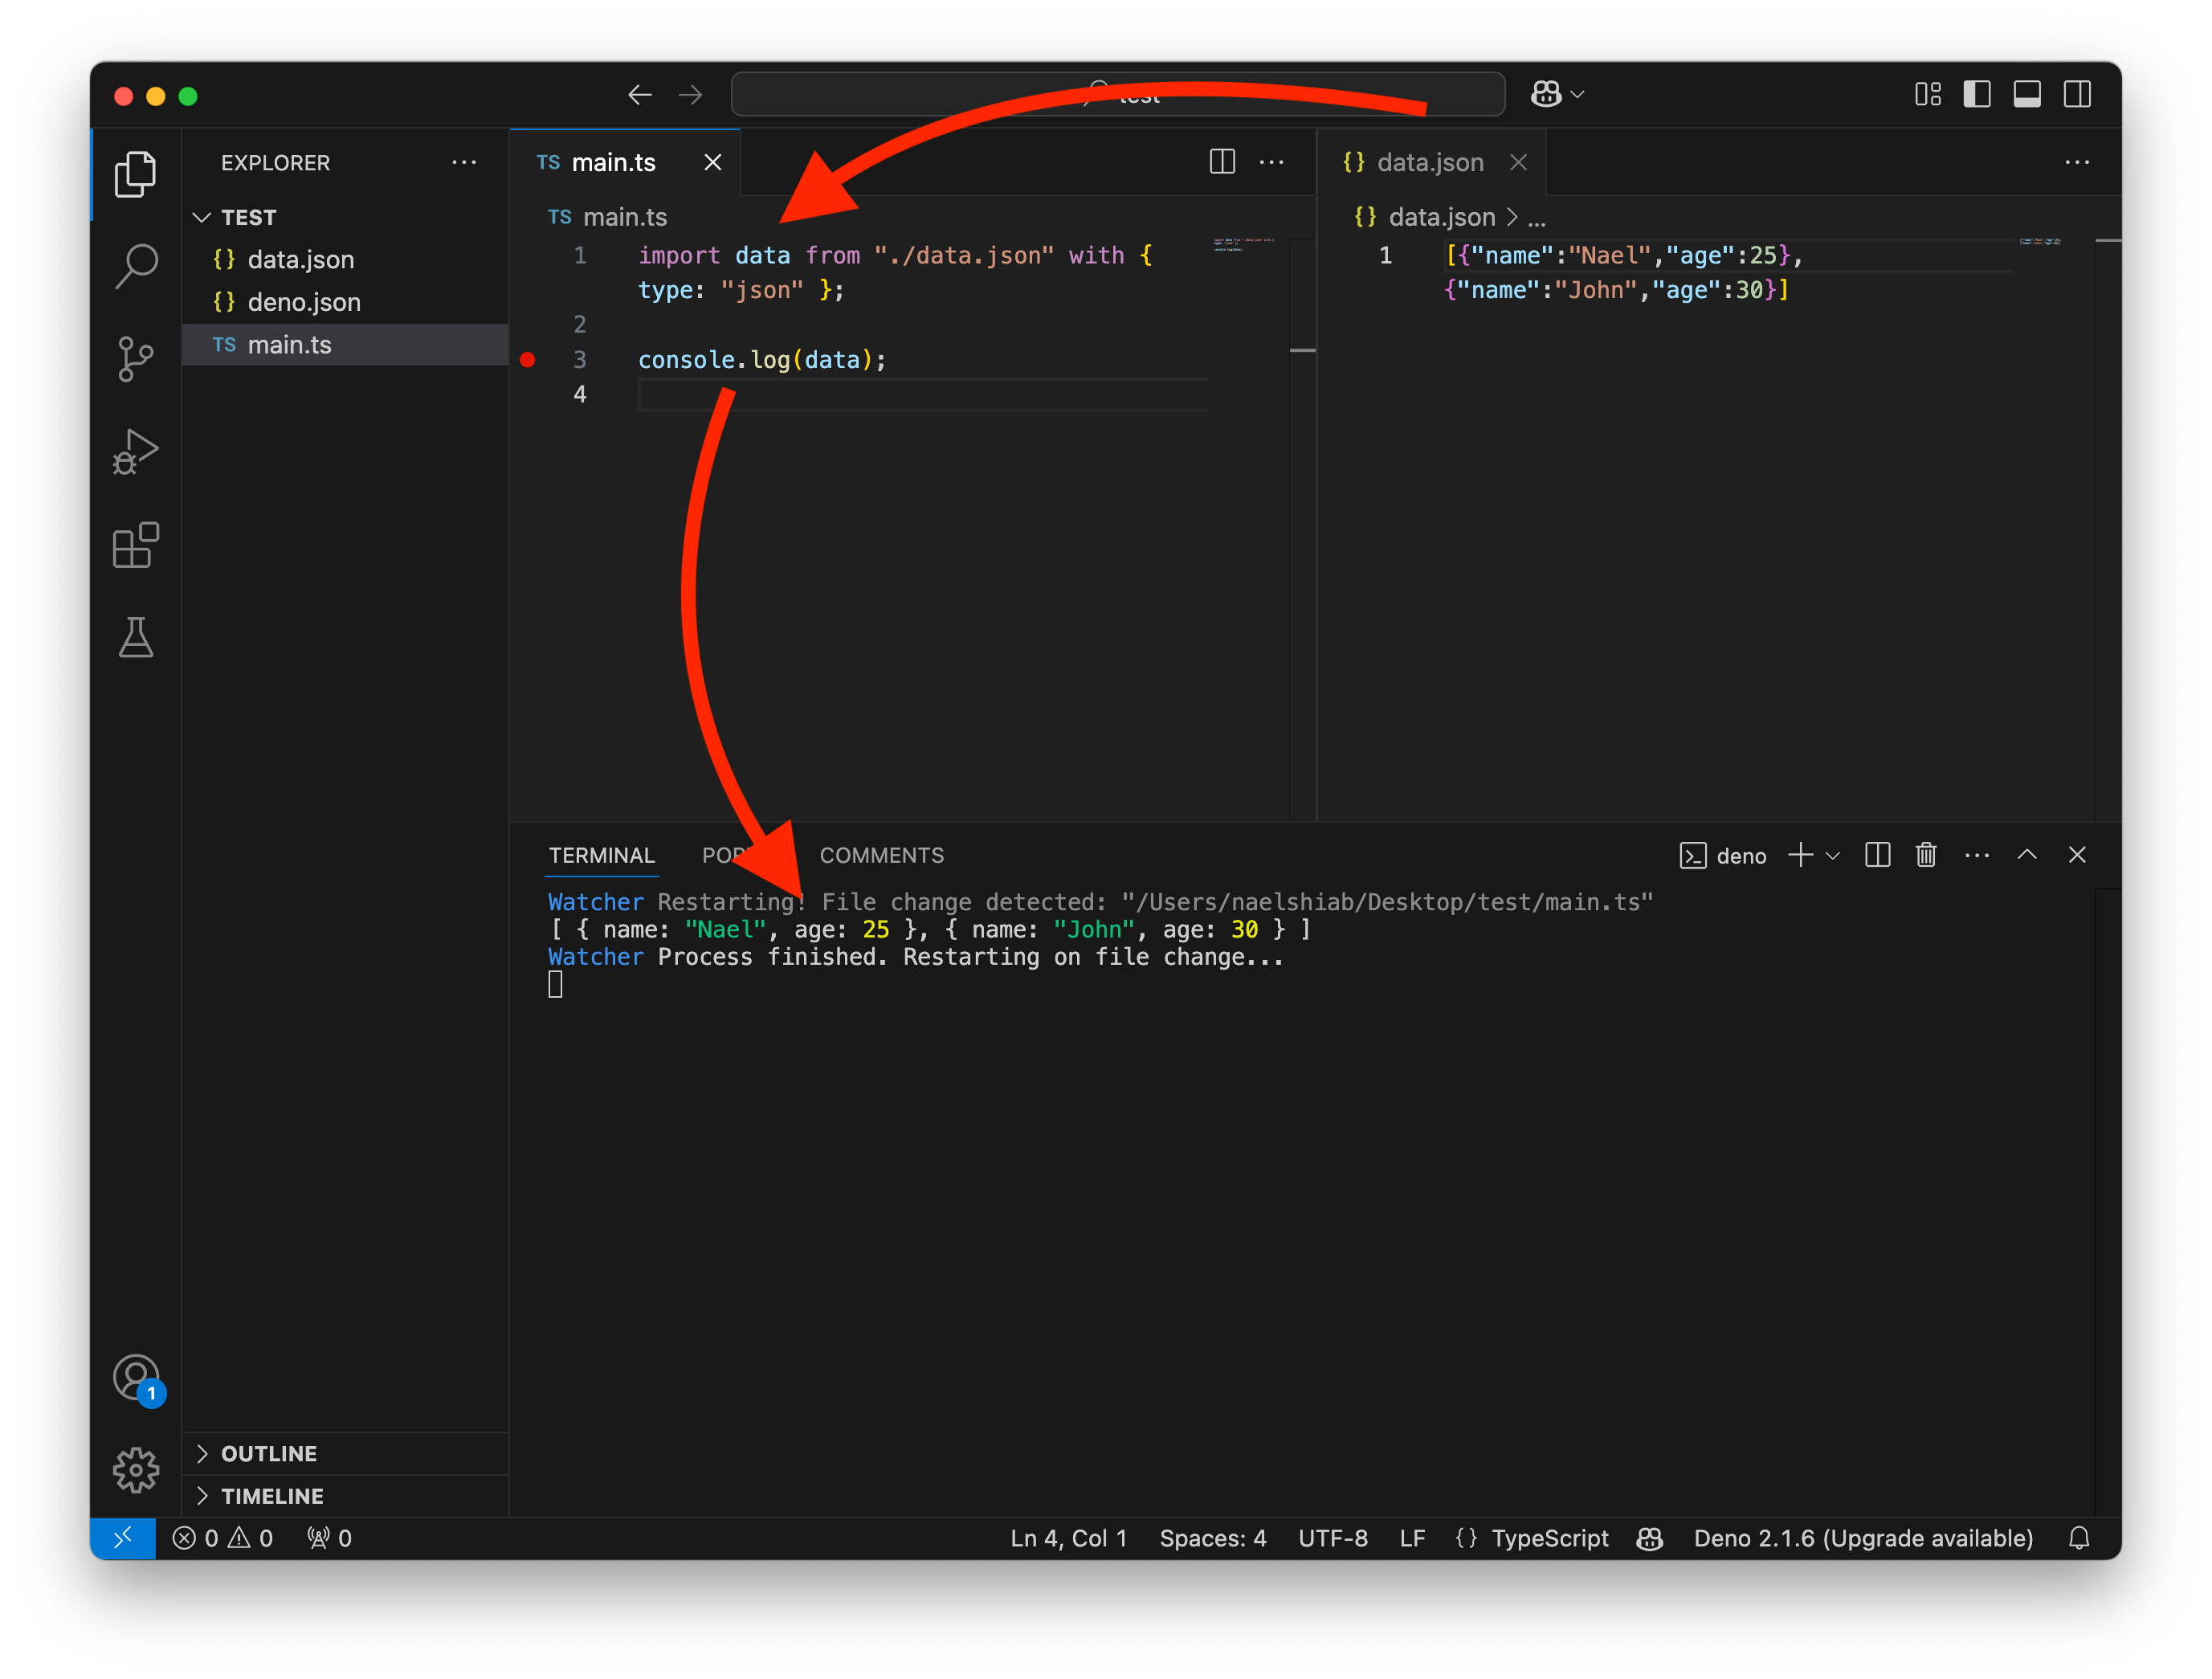 test
EXPLORER
TEST
data.json
deno.json
TS main.ts
OUTLINE
TIMELINE
TS main.ts
TS main.ts
1 import data from "./data.json" with {
type: "json" };
2
3 console.log(data);
4
{} data.json
{} data.json > ...
1 [{"name":"Nael","age":25},
{"name":"John","age":30}]
TERMINAL
COMMENTS
deno
Watcher Restarting! File change detected: "/Users/naelshiab/Desktop/test/main.ts"
[ { name: "Nael", age: 25 }, { name: "John", age: 30 } ]
Watcher Process finished. Restarting on file change...
1
0 0 0
Ln 4, Col 1 Spaces: 4 UTF-8 LF {} TypeScript Deno 2.1.6 (Upgrade available)